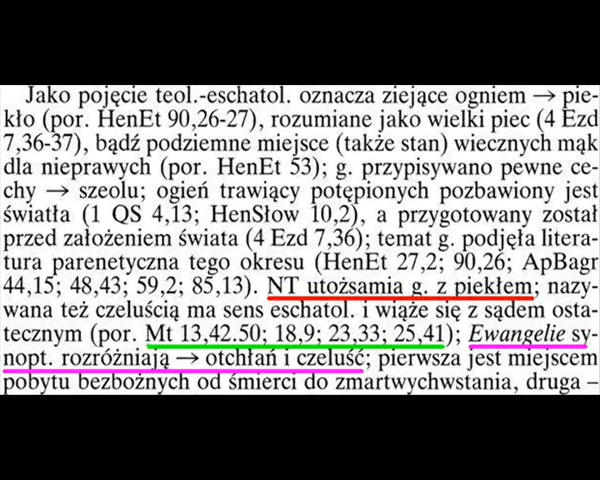 Jako pojęcie teol.-eschatol. oznacza ziejące ogniem → pie-
kło (por. HenEt 90,26-27), rozumiane jako wielki piec (4 Ezd
7,36-37), bądź podziemne miejsce (także stan) wiecznych mąk
dla nieprawych (por. HenEt 53); g. przypisywano pewne ce-
chy → szeolu; ogień trawiący potępionych pozbawiony jest
światła (1 QS 4,13; HenSłow 10,2), a przygotowany został
przed założeniem świata (4 Ezd 7,36); temat g. podjęła litera-
tura parenetyczna tego okresu (HenEt 27,2; 90,26; ApBagr
44,15; 48,43; 59,2; 85,13). NT utożsamia g. z piekłem; nazy-
wana też czeluścią ma sens eschatol. i wiąże się z sądem osta-
tecznym (por. Mt 13,42.50; 18,9; 23,33; 25,41); Ewangelie sy-
nopt. rozróżniają → otchłań i czeluść; pierwsza jest miejscem
pobytu bezbożnych od śmierci do zmartwychwstania, druga –